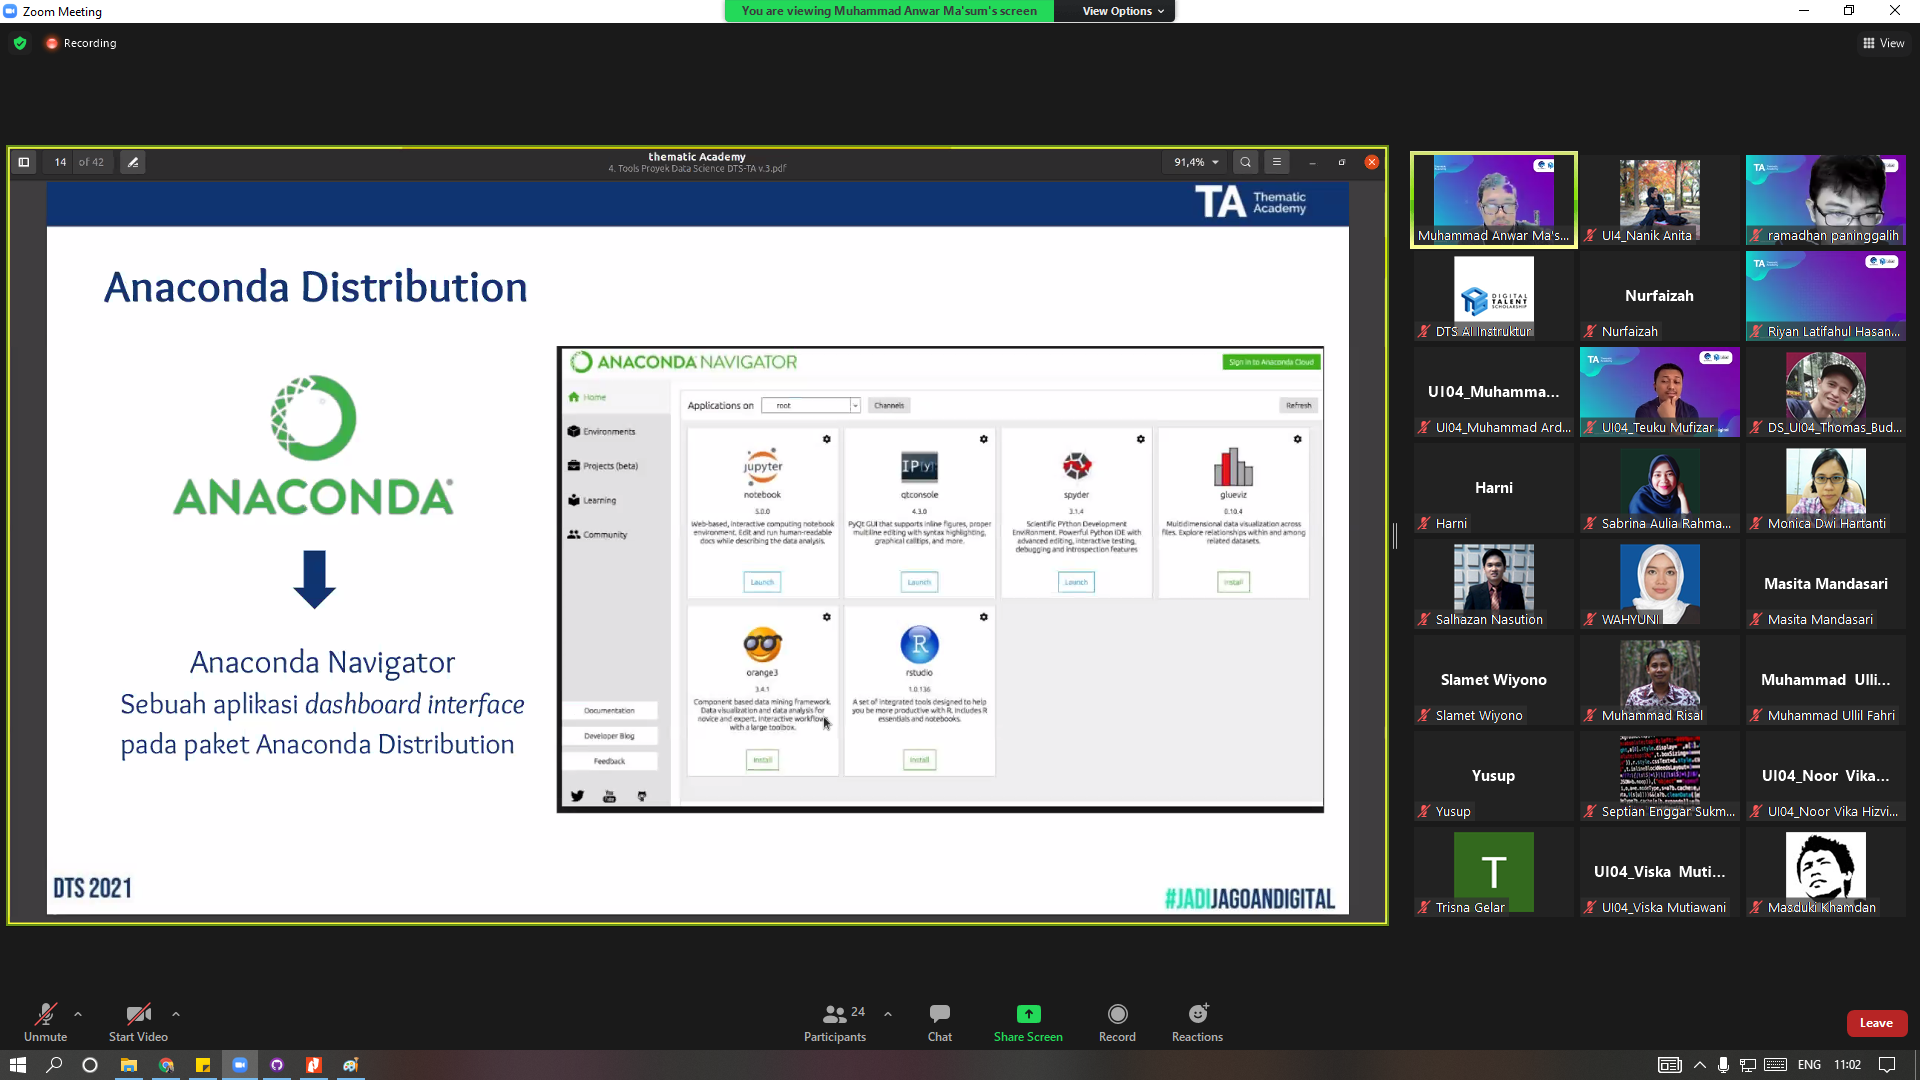 Zoom Meeting
You are viewing Muhammad Anwar Ma'sum's screen
View Options
Recording
View
14 of 42
thematic Academy
4. Tools Proyek Data Science DTS-TA v.3.pdf
91,4%
TA Thematic Academy
Anaconda Distribution
ANACONDA
Anaconda Navigator
Sebuah aplikasi dashboard interface
pada paket Anaconda Distribution
ANACONDA NAVIGATOR
Sign in to Anaconda Cloud
Home
Environments
Projects (beta)
Learning
Community
Documentation
Developer Blog
Feedback
Applications on
root
Channels
Refresh
jupyter
notebook
5.0.0
Web-based, interactive computing notebook
environment. Edit and run human-readable
docs while describing the data analysis.
Launch
IP[y]:
qtconsole
4.3.0
PyQt GUI that supports inline figures, proper
multiline editing with syntax highlighting,
graphical calltips, and more.
Launch
spyder
3.1.4
Scientific PYthon Development
EnviRonment. Powerful Python IDE with
advanced editing, interactive testing,
debugging and introspection features
Launch
glueviz
0.10.4
Multidimensional data visualization across
files. Explore relationships within and among
related datasets.
Install
orange3
3.4.1
Component based data mining framework.
Data visualization and data analysis for
novice and expert. Interactive workflows
with a large toolbox.
Install
R
rstudio
1.0.136
A set of integrated tools designed to help
you be more productive with R. Includes R
essentials and notebooks.
Install
DTS 2021
#JADIJAGOANDIGITAL
Muhammad Anwar Ma's...
UI4_Nanik Anita
TA
ramadhan paninggalih
DIGITAL
TALENT
SCHOLARSHIP
DTS AI Instruktur
Nurfaizah
Nurfaizah
TA
Riyan Latifahul Hasan...
UI04_Muhamma...
UI04_Muhammad Ard...
TA
UI04_Teuku Mufizar
DS_UI04_Thomas_Bud...
Harni
Harni
Sabrina Aulia Rahma...
Monica Dwi Hartanti
Salhazan Nasution
WAHYUNI
Masita Mandasari
Masita Mandasari
Slamet Wiyono
Slamet Wiyono
Muhammad Risal
Muhammad Ulli...
Muhammad Ullil Fahri
Yusup
Yusup
Septian Enggar Sukm...
UI04_Noor Vika...
UI04_Noor Vika Hizvi...
T
Trisna Gelar
UI04_Viska Muti...
UI04_Viska Mutiawani
Masduki Khamdan
Unmute
Start Video
Participants
24
Chat
Share Screen
Record
Reactions
Leave
ENG
11:02